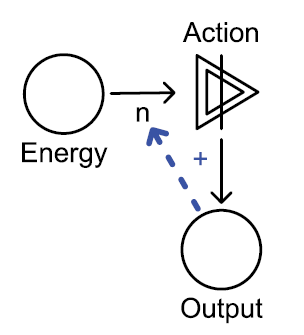 Action
n
Energy
+
Output